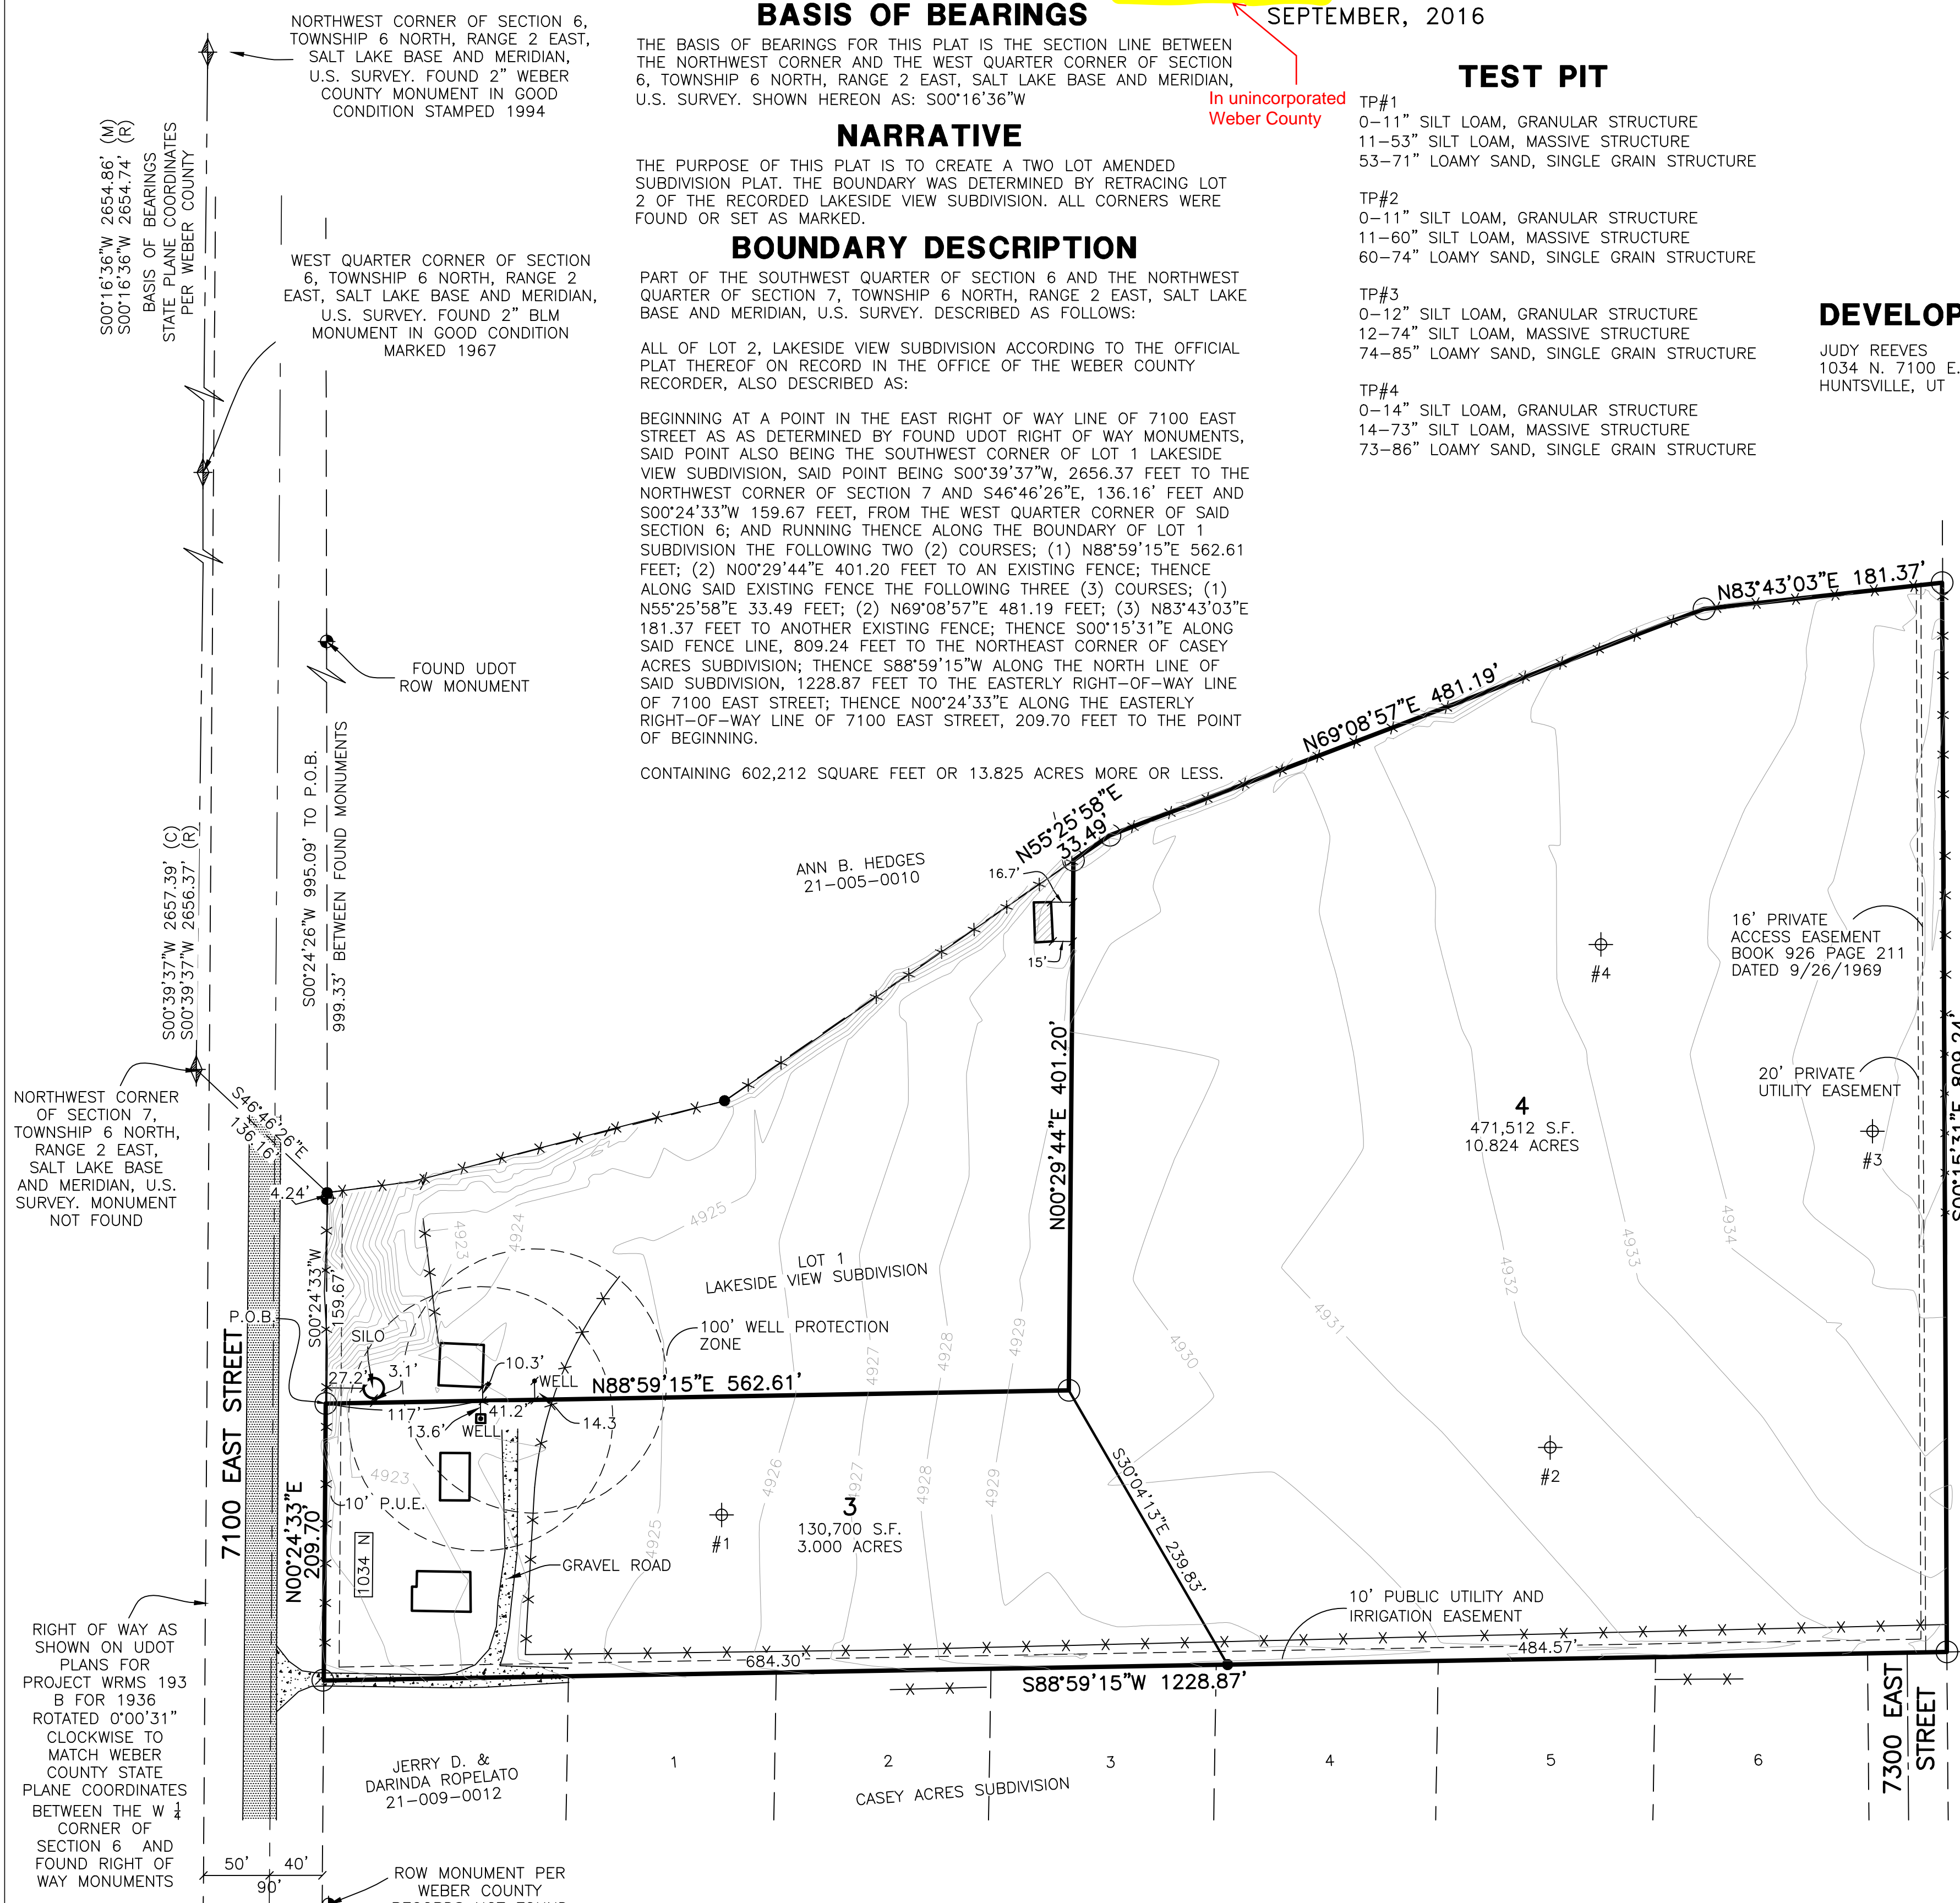 NORTHWEST CORNER OF SECTION 6,
TOWNSHIP 6 NORTH, RANGE 2 EAST,
SALT LAKE BASE AND MERIDIAN,
U.S. SURVEY. FOUND 2" WEBER
COUNTY MONUMENT IN GOOD
CONDITION STAMPED 1994
S00°16'36"W 2654.86' (M)
S00°16'36"W 2654.74' (R)
BASIS OF BEARINGS
STATE PLANE COORDINATES
PER WEBER COUNTY
WEST QUARTER CORNER OF SECTION
6, TOWNSHIP 6 NORTH, RANGE 2
EAST, SALT LAKE BASE AND MERIDIAN,
U.S. SURVEY. FOUND 2" BLM
MONUMENT IN GOOD CONDITION
MARKED 1967
FOUND UDOT
ROW MONUMENT
BASIS OF BEARINGS
THE BASIS OF BEARINGS FOR THIS PLAT IS THE SECTION LINE BETWEEN
THE NORTHWEST CORNER AND THE WEST QUARTER CORNER OF SECTION
6, TOWNSHIP 6 NORTH, RANGE 2 EAST, SALT LAKE BASE AND MERIDIAN,
U.S. SURVEY. SHOWN HEREON AS: S00°16'36"W
NARRATIVE
THE PURPOSE OF THIS PLAT IS TO CREATE A TWO LOT AMENDED
SUBDIVISION PLAT. THE BOUNDARY WAS DETERMINED BY RETRACING LOT
2 OF THE RECORDED LAKESIDE VIEW SUBDIVISION. ALL CORNERS WERE
FOUND OR SET AS MARKED.
BOUNDARY DESCRIPTION
PART OF THE SOUTHWEST QUARTER OF SECTION 6 AND THE NORTHWEST
QUARTER OF SECTION 7, TOWNSHIP 6 NORTH, RANGE 2 EAST, SALT LAKE
BASE AND MERIDIAN, U.S. SURVEY. DESCRIBED AS FOLLOWS:
ALL OF LOT 2, LAKESIDE VIEW SUBDIVISION ACCORDING TO THE OFFICIAL
PLAT THEREOF ON RECORD IN THE OFFICE OF THE WEBER COUNTY
RECORDER, ALSO DESCRIBED AS:
BEGINNING AT A POINT IN THE EAST RIGHT OF WAY LINE OF 7100 EAST
STREET AS AS DETERMINED BY FOUND UDOT RIGHT OF WAY MONUMENTS,
SAID POINT ALSO BEING THE SOUTHWEST CORNER OF LOT 1 LAKESIDE
VIEW SUBDIVISION, SAID POINT BEING S00°39'37"W, 2656.37 FEET TO THE
NORTHWEST CORNER OF SECTION 7 AND S46°46'26"E, 136.16' FEET AND
S00°24'33"W 159.67 FEET, FROM THE WEST QUARTER CORNER OF SAID
SECTION 6; AND RUNNING THENCE ALONG THE BOUNDARY OF LOT 1
SUBDIVISION THE FOLLOWING TWO (2) COURSES; (1) N88°59'15"E 562.61
FEET; (2) N00°29'44"E 401.20 FEET TO AN EXISTING FENCE; THENCE
ALONG SAID EXISTING FENCE THE FOLLOWING THREE (3) COURSES; (1)
N55°25'58"E 33.49 FEET; (2) N69°08'57"E 481.19 FEET; (3) N83°43'03"E
181.37 FEET TO ANOTHER EXISTING FENCE; THENCE S00°15'31"E ALONG
SAID FENCE LINE, 809.24 FEET TO THE NORTHEAST CORNER OF CASEY
ACRES SUBDIVISION; THENCE S88°59'15"W ALONG THE NORTH LINE OF
SAID SUBDIVISION, 1228.87 FEET TO THE EASTERLY RIGHT-OF-WAY LINE
OF 7100 EAST STREET; THENCE N00°24'33"E ALONG THE EASTERLY
RIGHT-OF-WAY LINE OF 7100 EAST STREET, 209.70 FEET TO THE POINT
OF BEGINNING.
CONTAINING 602,212 SQUARE FEET OR 13.825 ACRES MORE OR LESS.
SEPTEMBER, 2016
In unincorporated
Weber County
TEST PIT
TP#1
0-11" SILT LOAM, GRANULAR STRUCTURE
11-53" SILT LOAM, MASSIVE STRUCTURE
53-71" LOAMY SAND, SINGLE GRAIN STRUCTURE
TP#2
0-11" SILT LOAM, GRANULAR STRUCTURE
11-60" SILT LOAM, MASSIVE STRUCTURE
60-74" LOAMY SAND, SINGLE GRAIN STRUCTURE
TP#3
0-12" SILT LOAM, GRANULAR STRUCTURE
12-74" SILT LOAM, MASSIVE STRUCTURE
74-85" LOAMY SAND, SINGLE GRAIN STRUCTURE
TP#4
0-14" SILT LOAM, GRANULAR STRUCTURE
14-73" SILT LOAM, MASSIVE STRUCTURE
73-86" LOAMY SAND, SINGLE GRAIN STRUCTURE
DEVELOP
JUDY REEVES
1034 N. 7100 E.
HUNTSVILLE, UT
N83°43'03"E 181.37'
N69°08'57"E 481.19'
N55°25'58"E
33.49'
ANN B. HEDGES
21-005-0010
16.7'
15'
S00°39'37"W 2657.39' (C)
S00°39'37"W 2656.37' (R)
S00°24'26"W 995.09' TO P.O.B.
999.33' BETWEEN FOUND MONUMENTS
NORTHWEST CORNER
OF SECTION 7,
TOWNSHIP 6 NORTH,
RANGE 2 EAST,
SALT LAKE BASE
AND MERIDIAN, U.S.
SURVEY. MONUMENT
NOT FOUND
S46°46'26"E
136.16'
4.24'
S00°24'33"W
159.67'
N00°29'44"E 401.20'
16' PRIVATE
ACCESS EASEMENT
BOOK 926 PAGE 211
DATED 9/26/1969
20' PRIVATE
UTILITY EASEMENT
S00°15'31"E 809.24'
#4
#3
4
471,512 S.F.
10.824 ACRES
4923
4924
4925
LOT 1
LAKESIDE VIEW SUBDIVISION
100' WELL PROTECTION
ZONE
4927
4928
4929
4930
4931
4932
4933
4934
P.O.B.
SILO
27.2'
3.1'
10.3'
WELL
N88°59'15"E 562.61'
117'
41.2'
14.3
13.6'
WELL
7100 EAST STREET
N00°24'33"E
209.70'
4923
10' P.U.E.
1034 N
4925
4926
4927
4928
4929
#1
3
130,700 S.F.
3.000 ACRES
GRAVEL ROAD
S30°04'13"E 239.83'
#2
10' PUBLIC UTILITY AND
IRRIGATION EASEMENT
684.30'
484.57'
S88°59'15"W 1228.87'
RIGHT OF WAY AS
SHOWN ON UDOT
PLANS FOR
PROJECT WRMS 193
B FOR 1936
ROTATED 0°00'31"
CLOCKWISE TO
MATCH WEBER
COUNTY STATE
PLANE COORDINATES
BETWEEN THE W 1/4
CORNER OF
SECTION 6 AND
FOUND RIGHT OF
WAY MONUMENTS
JERRY D. &
DARINDA ROPELATO
21-009-0012
1
2
3
4
5
6
CASEY ACRES SUBDIVISION
7300 EAST
STREET
50'
40'
90'
ROW MONUMENT PER
WEBER COUNTY